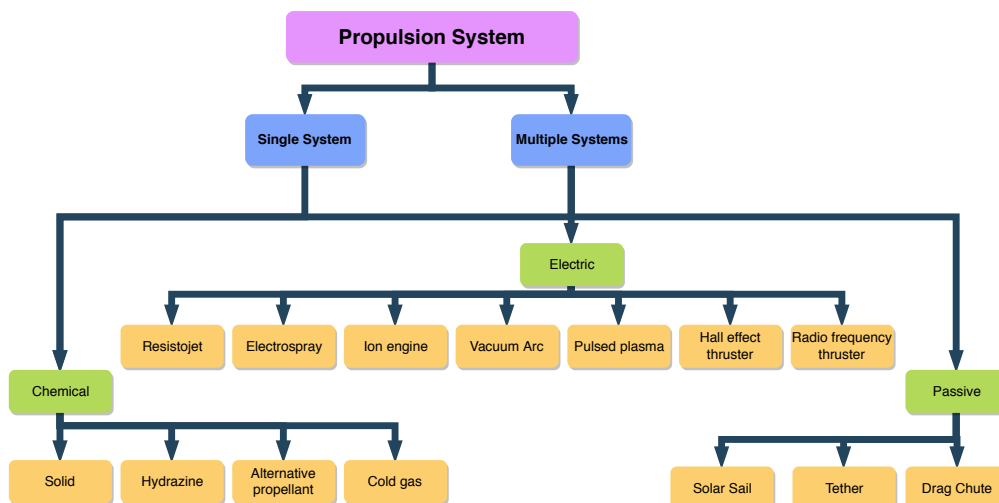 Propulsion System
Single System
Multiple Systems
Electric
Resistojet
Electrospray
Ion engine
Vacuum Arc
Pulsed plasma
Hall effect
thruster
Radio frequency
thruster
Chemical
Passive
Solid
Hydrazine
Alternative
propellant
Cold gas
Solar Sail
Tether
Drag Chute